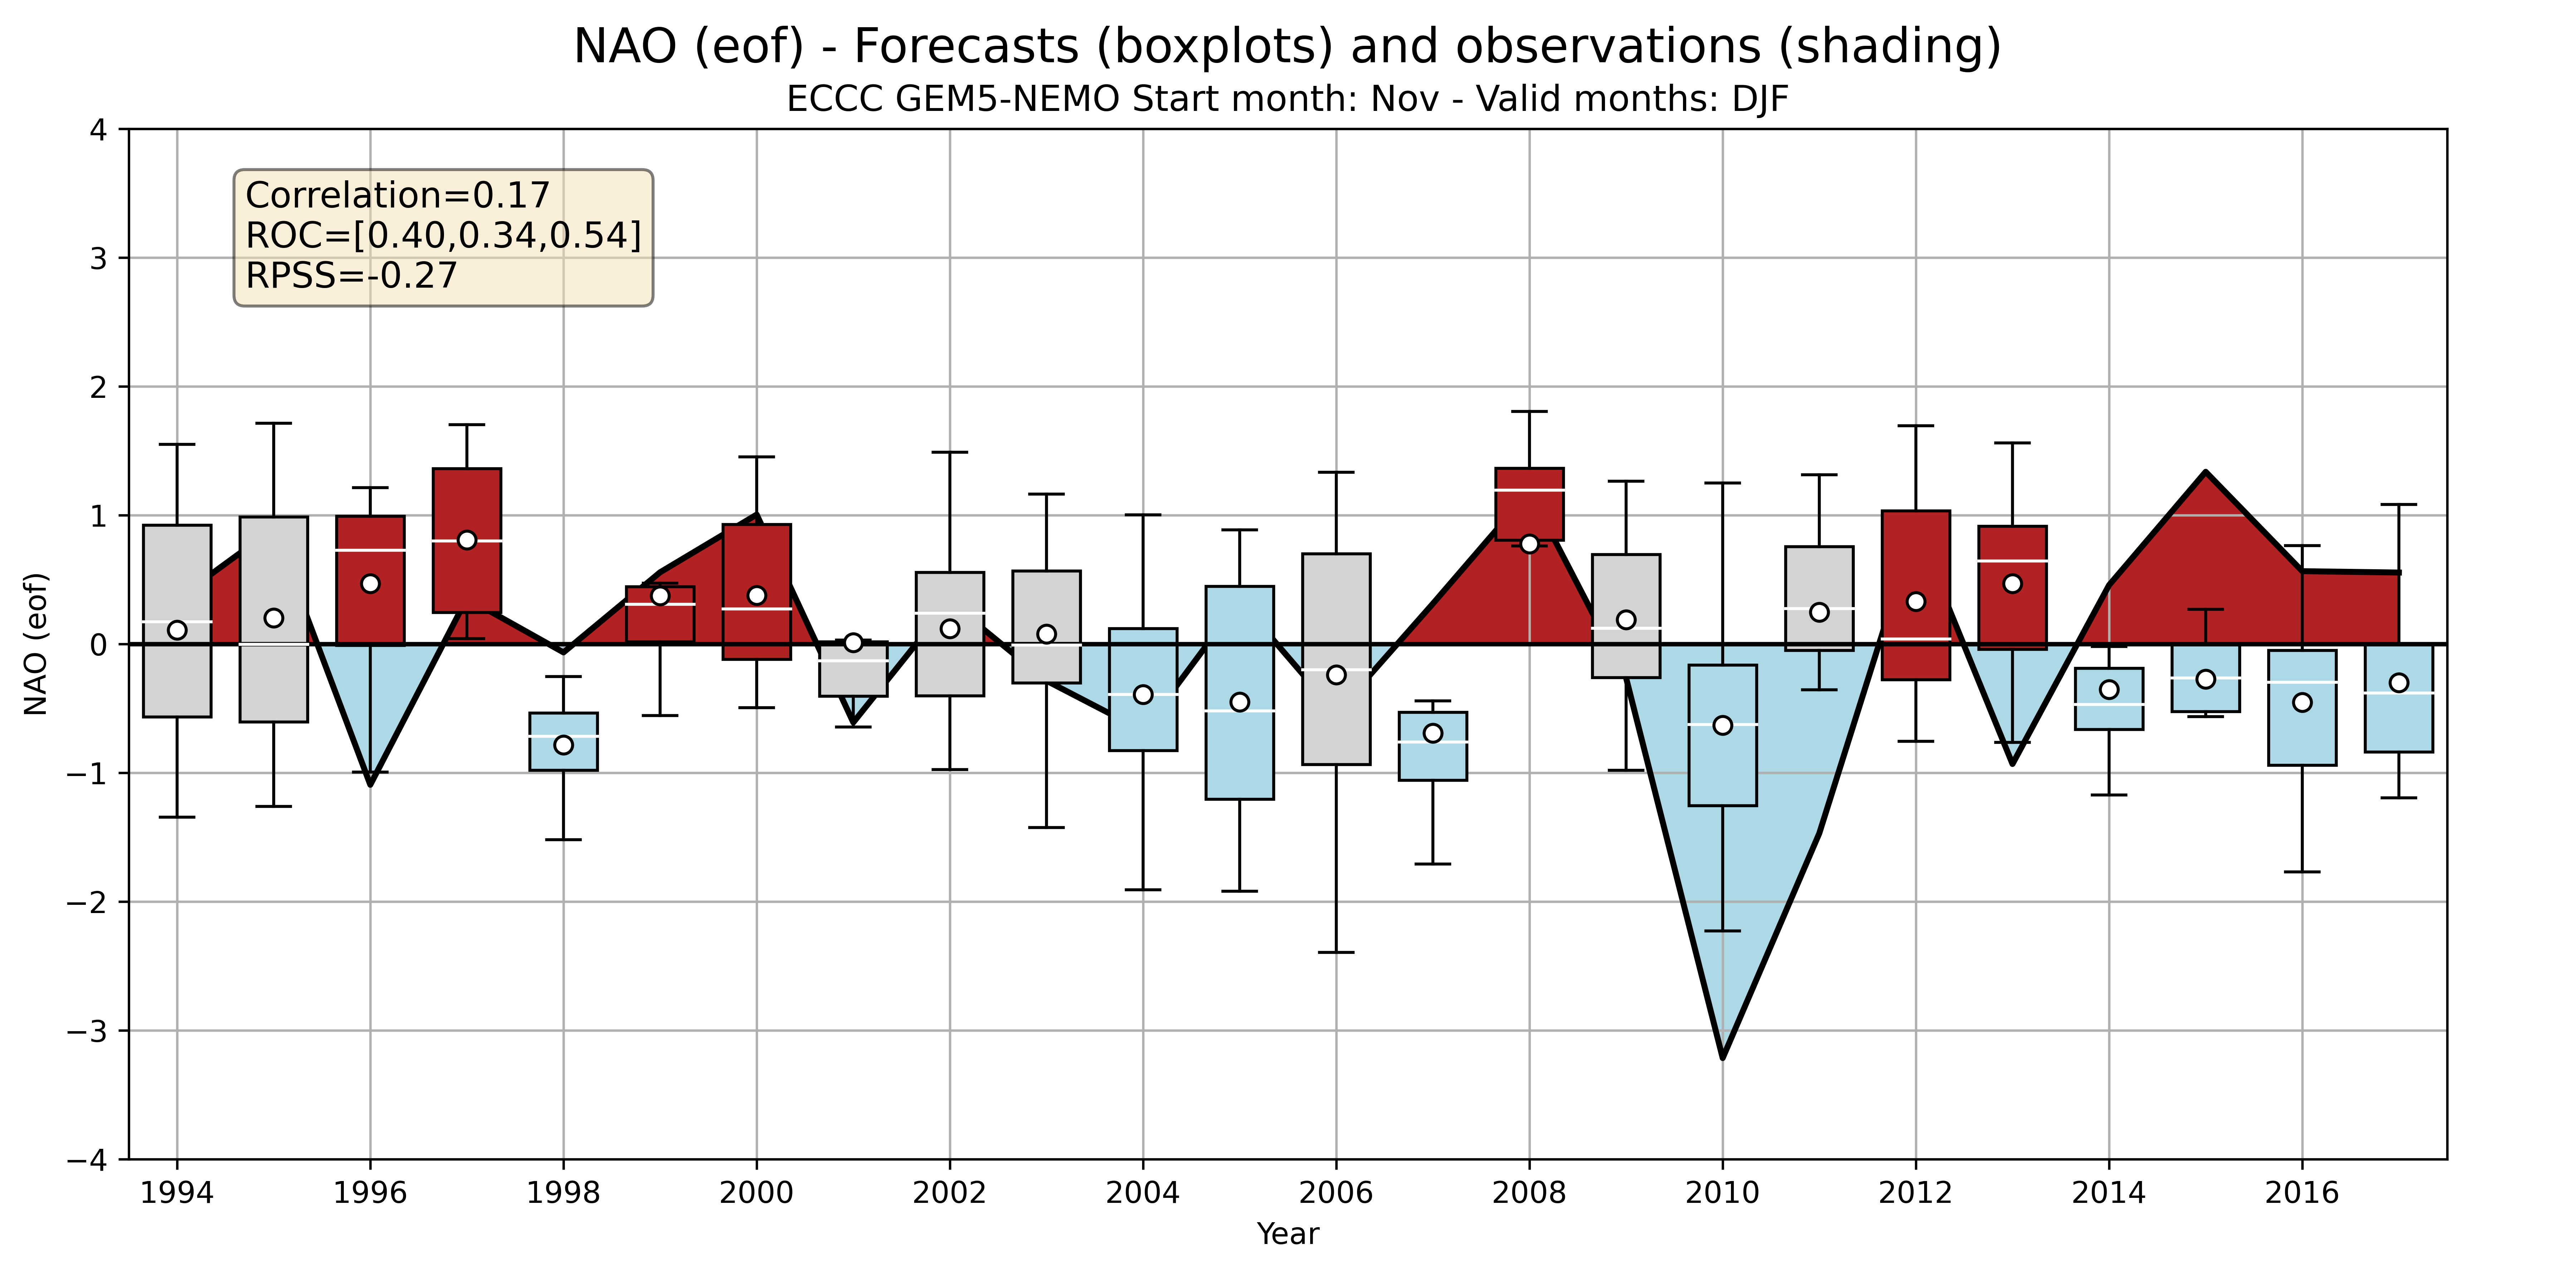 NAO (eof) - Forecasts (boxplots) and observations (shading)
ECCC GEM5-NEMO Start month: Nov - Valid months: DJF
Correlation=0.17
ROC=[0.40,0.34,0.54]
RPSS=-0.27
NAO (eof)
4
3
2
1
0
−1
−2
−3
−4
1994 1996 1998 2000 2002 2004 2006 2008 2010 2012 2014 2016
Year